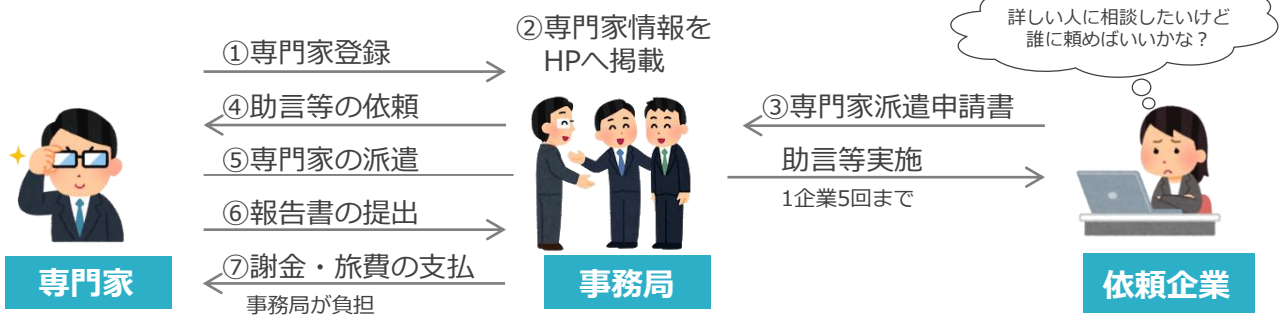 詳しい人に相談したいけど
誰に頼めばいいかな？
①専門家登録
②専門家情報を
HPへ掲載
④助言等の依頼
③専門家派遣申請書
⑤専門家の派遣
助言等実施
1企業5回まで
⑥報告書の提出
⑦謝金・旅費の支払
事務局が負担
専門家
事務局
依頼企業